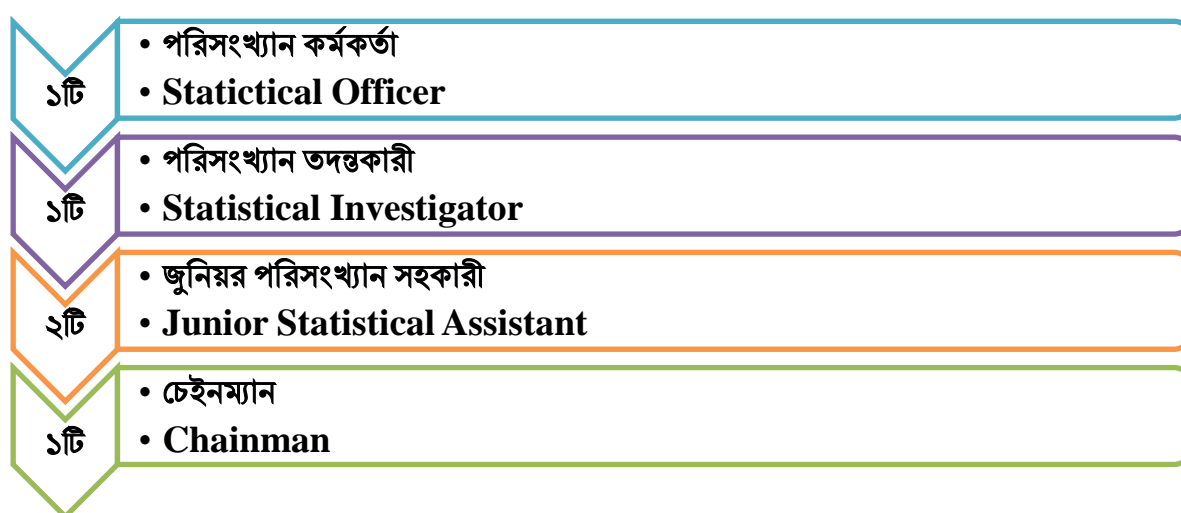 ১টি
• পরিসংখ্যান কর্মকর্তা
• Statictical Officer
১টি
• পরিসংখ্যান তদন্তকারী
• Statistical Investigator
২টি
• জুনিয়র পরিসংখ্যান সহকারী
• Junior Statistical Assistant
১টি
• চেইনম্যান
• Chainman